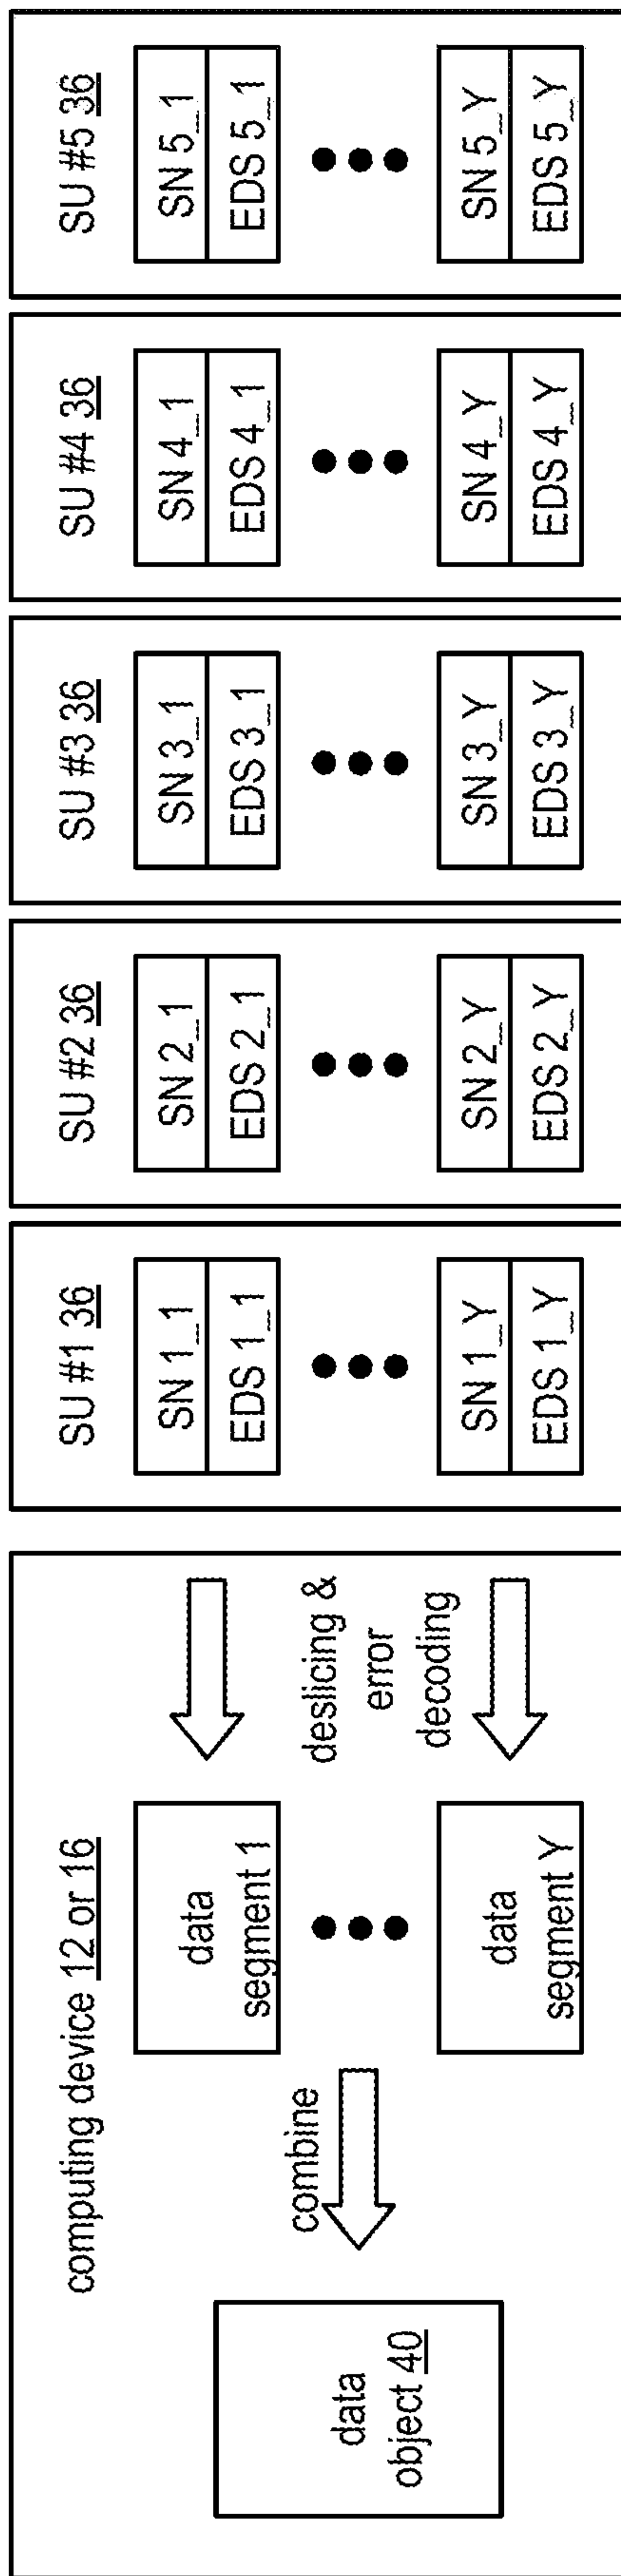 computing device 12 or 16
data
object 40
combine
data
segment 1
data
segment Y
deslicing &
error
decoding
SU #1 36
SN 1_1
EDS 1_1
SN 1_Y
EDS 1_Y
SU #2 36
SN 2_1
EDS 2_1
SN 2_Y
EDS 2_Y
SU #3 36
SN 3_1
EDS 3_1
SN 3_Y
EDS 3_Y
SU #4 36
SN 4_1
EDS 4_1
SN 4_Y
EDS 4_Y
SU #5 36
SN 5_1
EDS 5_1
SN 5_Y
EDS 5_Y